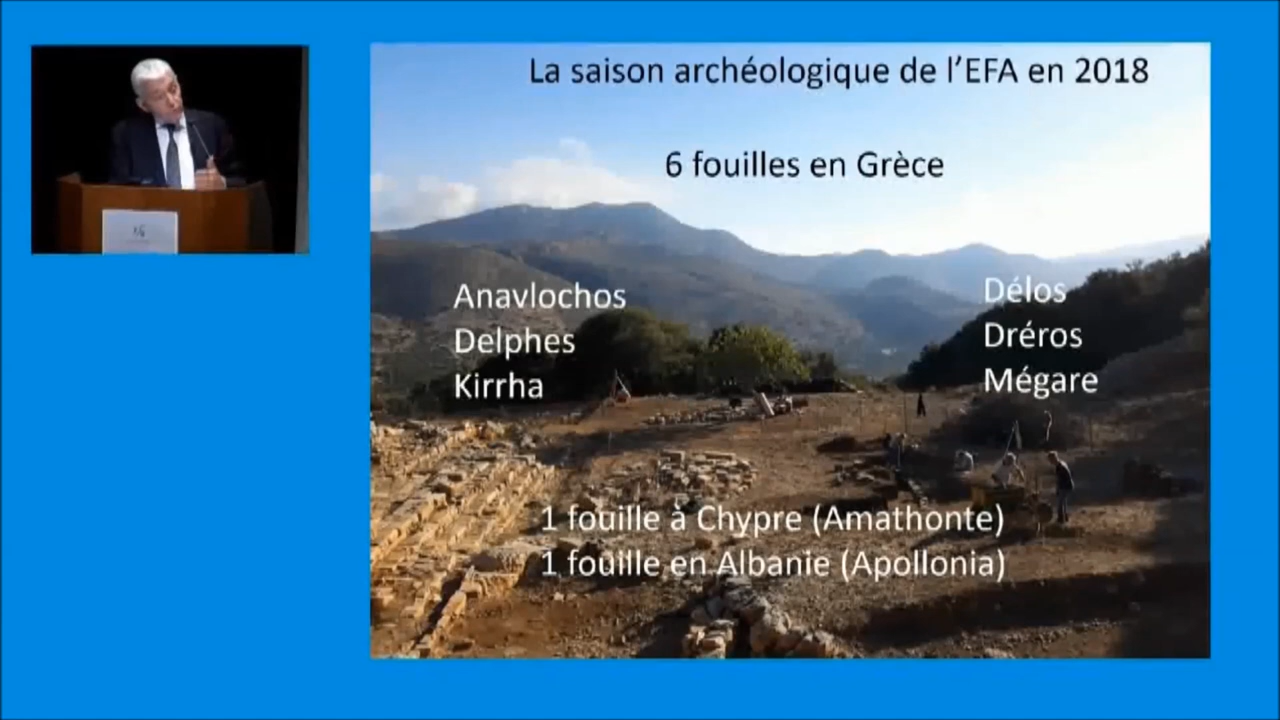 La saison archéologique de l'EFA en 2018
6 fouilles en Grèce
Anavlochos
Delphes
Kirrha
Délos
Dréros
Mégare
1 fouille à Chypre (Amathonte)
1 fouille en Albanie (Apollonia)